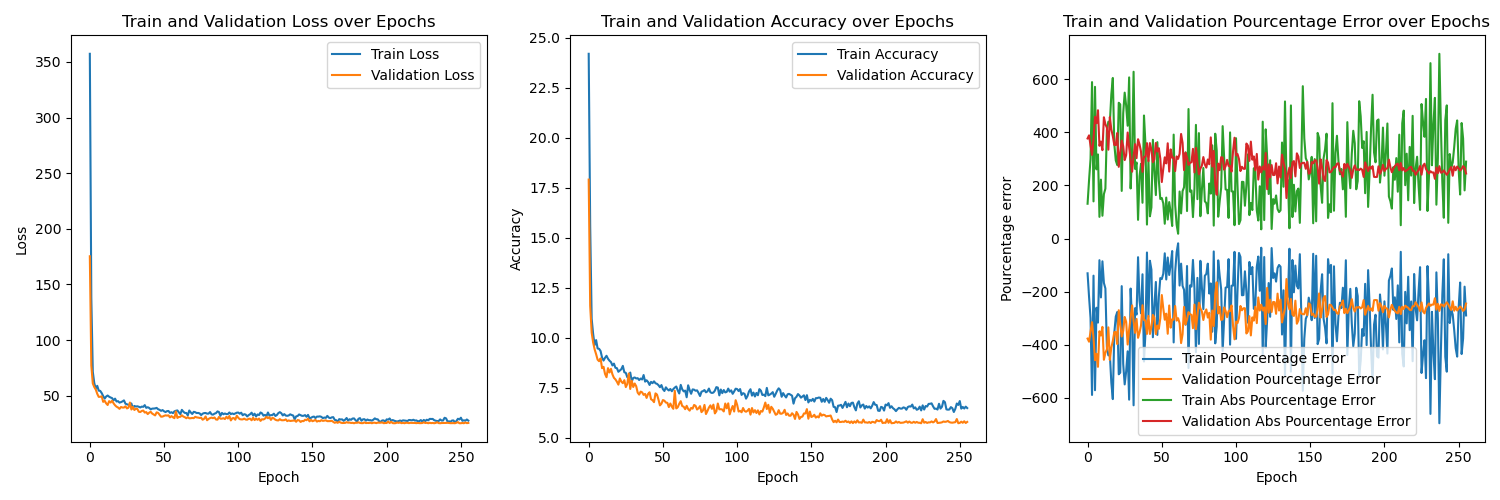 Train and Validation Loss over Epochs
350
300
250
200
150
100
50
Loss
0
50
100
150
200
250
Epoch
Train Loss
Validation Loss
Train and Validation Accuracy over Epochs
25.0
22.5
20.0
17.5
15.0
12.5
10.0
7.5
5.0
Accuracy
0
50
100
150
200
250
Epoch
Train Accuracy
Validation Accuracy
Train and Validation Pourcentage Error over Epochs
600
400
200
0
−200
−400
−600
Pourcentage error
0
50
100
150
200
250
Epoch
Train Pourcentage Error
Validation Pourcentage Error
Train Abs Pourcentage Error
Validation Abs Pourcentage Error